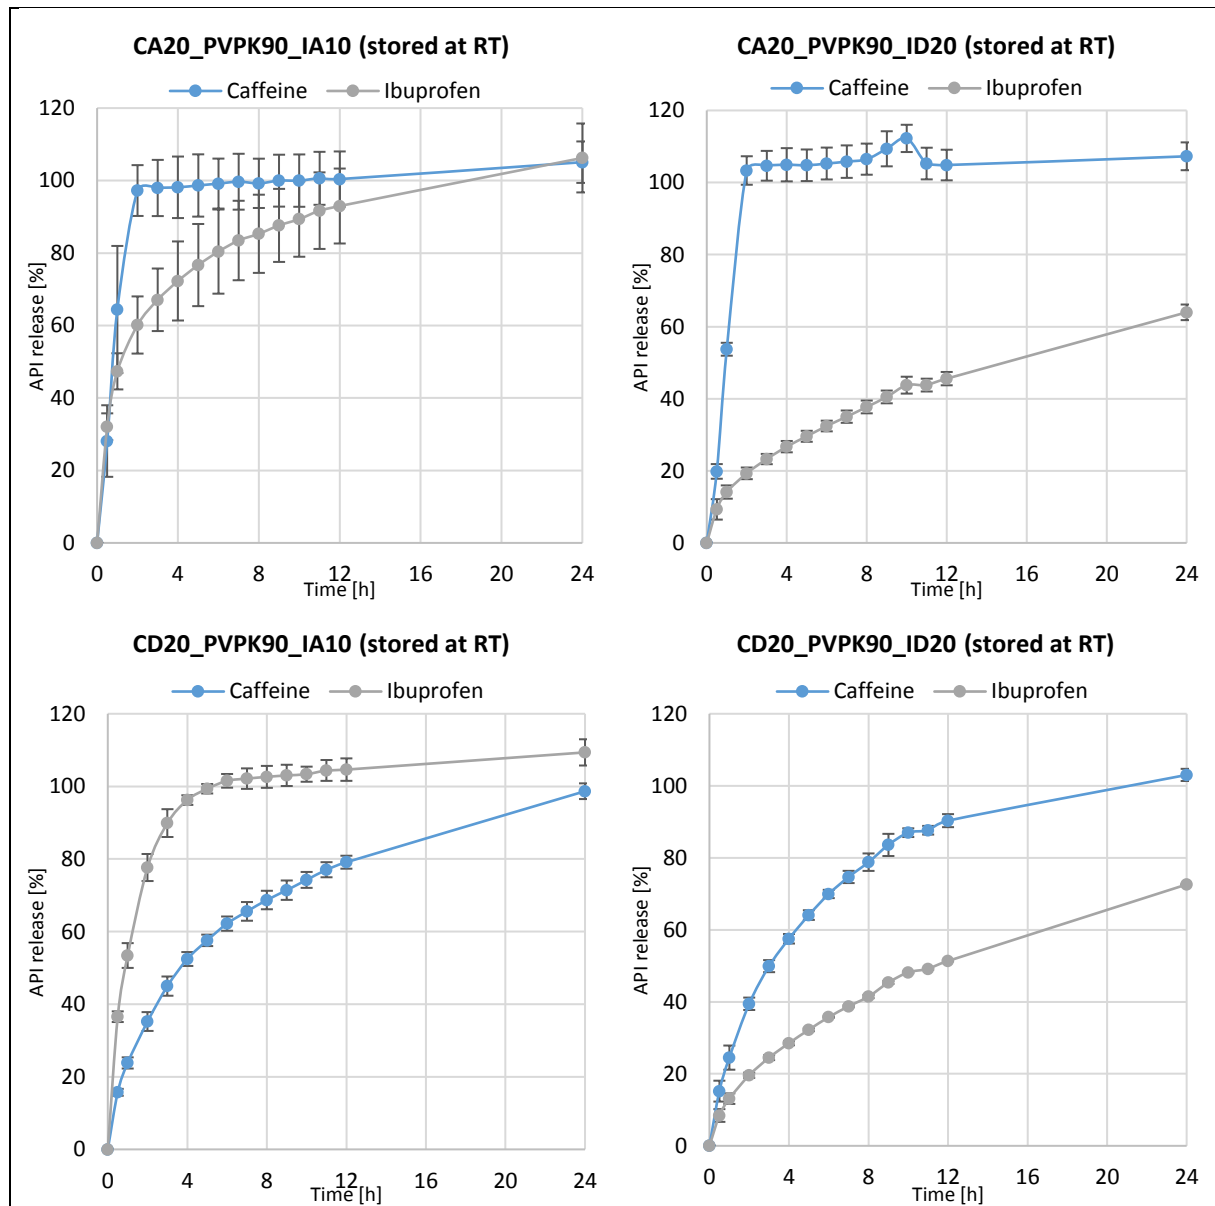 CA20_PVPK90_IA10 (stored at RT)
Caffeine Ibuprofen
API release [%]
120
100
80
60
40
20
0
0 4 8 12 16 20 24
Time [h]
CA20_PVPK90_ID20 (stored at RT)
Caffeine Ibuprofen
API release [%]
120
100
80
60
40
20
0
0 4 8 12 16 20 24
Time [h]
CD20_PVPK90_IA10 (stored at RT)
Caffeine Ibuprofen
API release [%]
120
100
80
60
40
20
0
0 4 8 12 16 20 24
Time [h]
CD20_PVPK90_ID20 (stored at RT)
Caffeine Ibuprofen
API release [%]
120
100
80
60
40
20
0
0 4 8 12 16 20 24
Time [h]